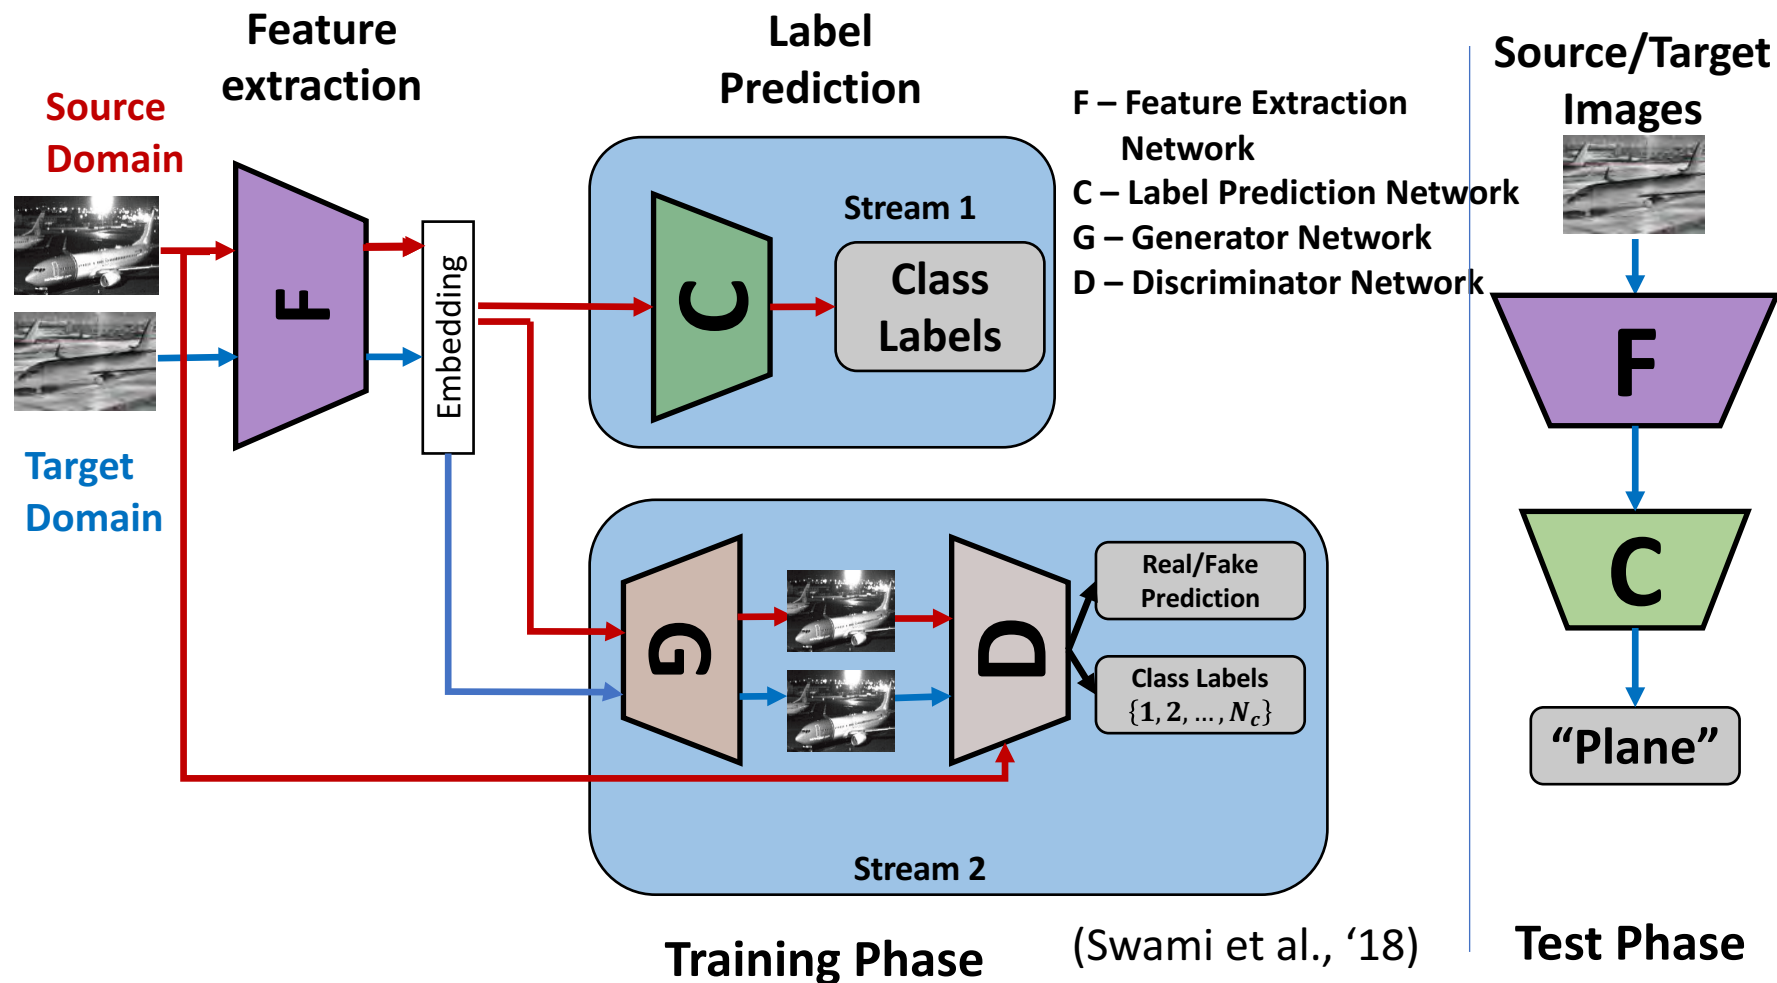 Feature
extraction
Label
Prediction
Source/Target
Images
Source
Domain
F – Feature Extraction
Network
C – Label Prediction Network
G – Generator Network
D – Discriminator Network
Stream 1
F
Embedding
C
Class
Labels
Target
Domain
G
D
Real/Fake
Prediction
Class Labels
{1, 2, ..., N_c}
Stream 2
F
C
“Plane”
Training Phase
(Swami et al., ‘18)
Test Phase